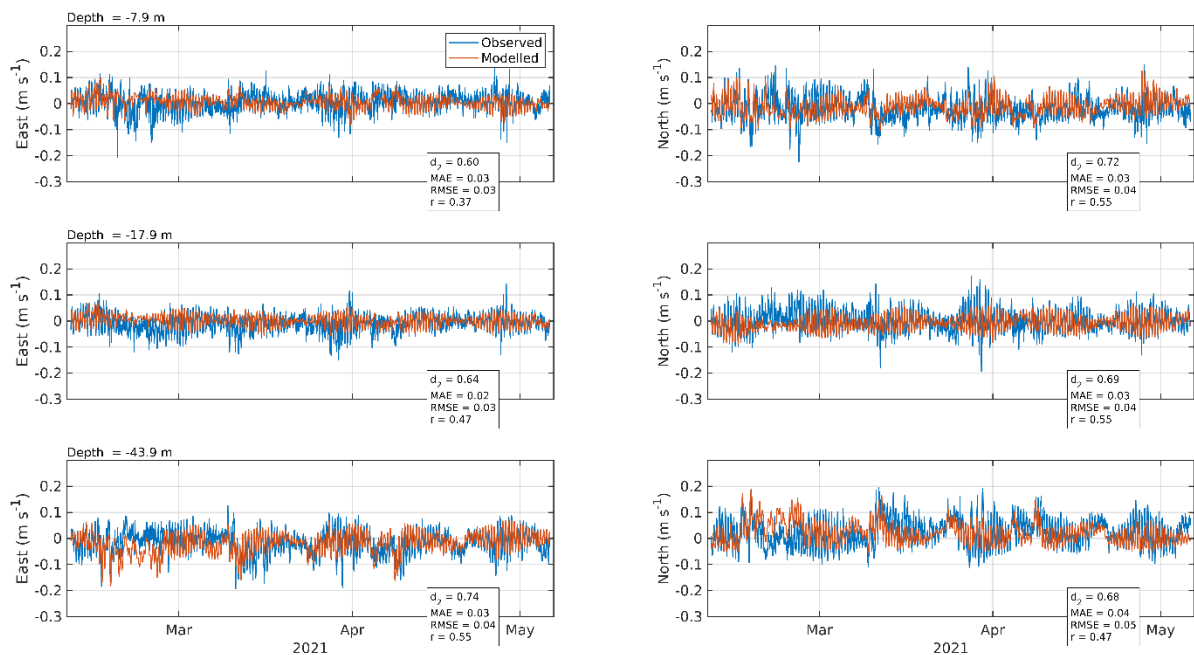 Depth = -7.9 m
East (m s-1)
0.2
0.1
0
-0.1
-0.2
-0.3
Observed
Modelled
d2 = 0.60
MAE = 0.03
RMSE = 0.03
r = 0.37
North (m s-1)
0.2
0.1
0
-0.1
-0.2
-0.3
d2 = 0.72
MAE = 0.03
RMSE = 0.04
r = 0.55
Depth = -17.9 m
East (m s-1)
0.2
0.1
0
-0.1
-0.2
-0.3
d2 = 0.64
MAE = 0.02
RMSE = 0.03
r = 0.47
North (m s-1)
0.2
0.1
0
-0.1
-0.2
-0.3
d2 = 0.69
MAE = 0.03
RMSE = 0.04
r = 0.55
Depth = -43.9 m
East (m s-1)
0.2
0.1
0
-0.1
-0.2
-0.3
d2 = 0.74
MAE = 0.03
RMSE = 0.04
r = 0.55
Mar Apr May
2021
North (m s-1)
0.2
0.1
0
-0.1
-0.2
-0.3
d2 = 0.68
MAE = 0.04
RMSE = 0.05
r = 0.47
Mar Apr May
2021